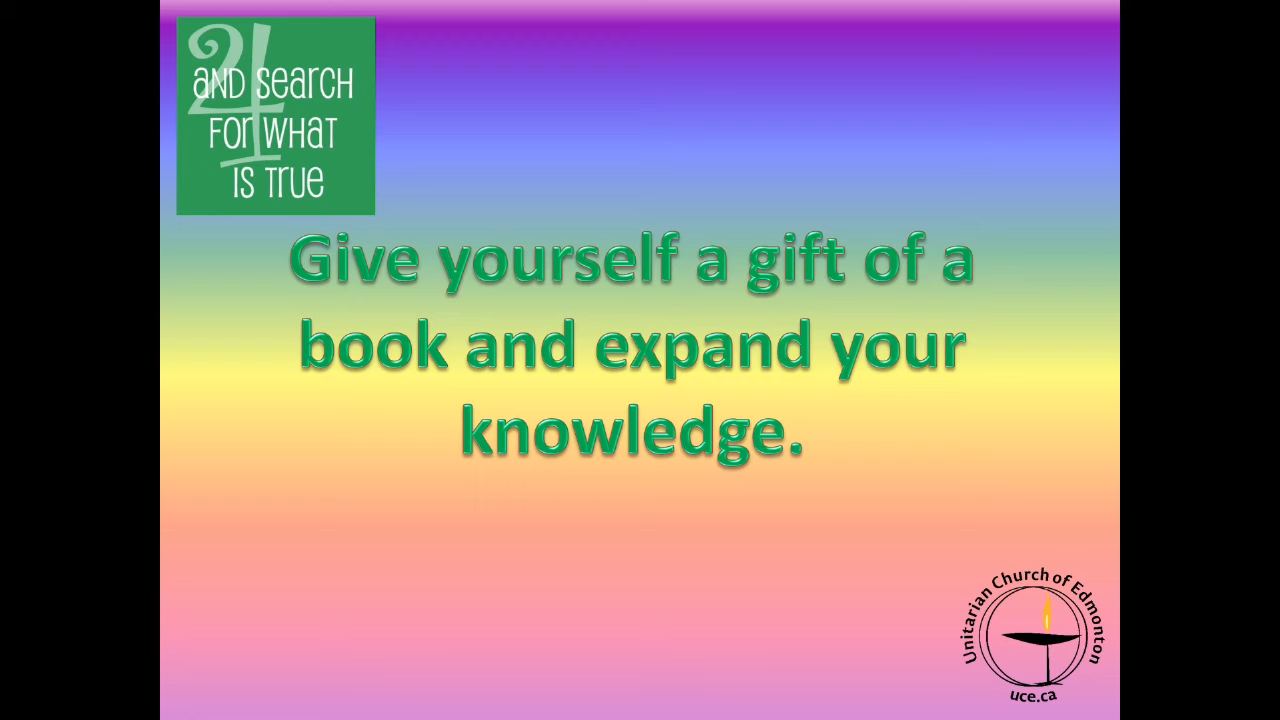 4
AND SEARCH
FOR WHAT
IS TRUE
Give yourself a gift of a
book and expand your
knowledge.
Unitarian Church of Edmonton
uce.ca